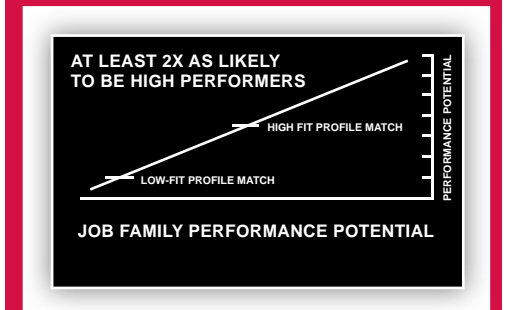 AT LEAST 2X AS LIKELY
TO BE HIGH PERFORMERS
HIGH FIT PROFILE MATCH
LOW-FIT PROFILE MATCH
PERFORMANCE POTENTIAL
JOB FAMILY PERFORMANCE POTENTIAL